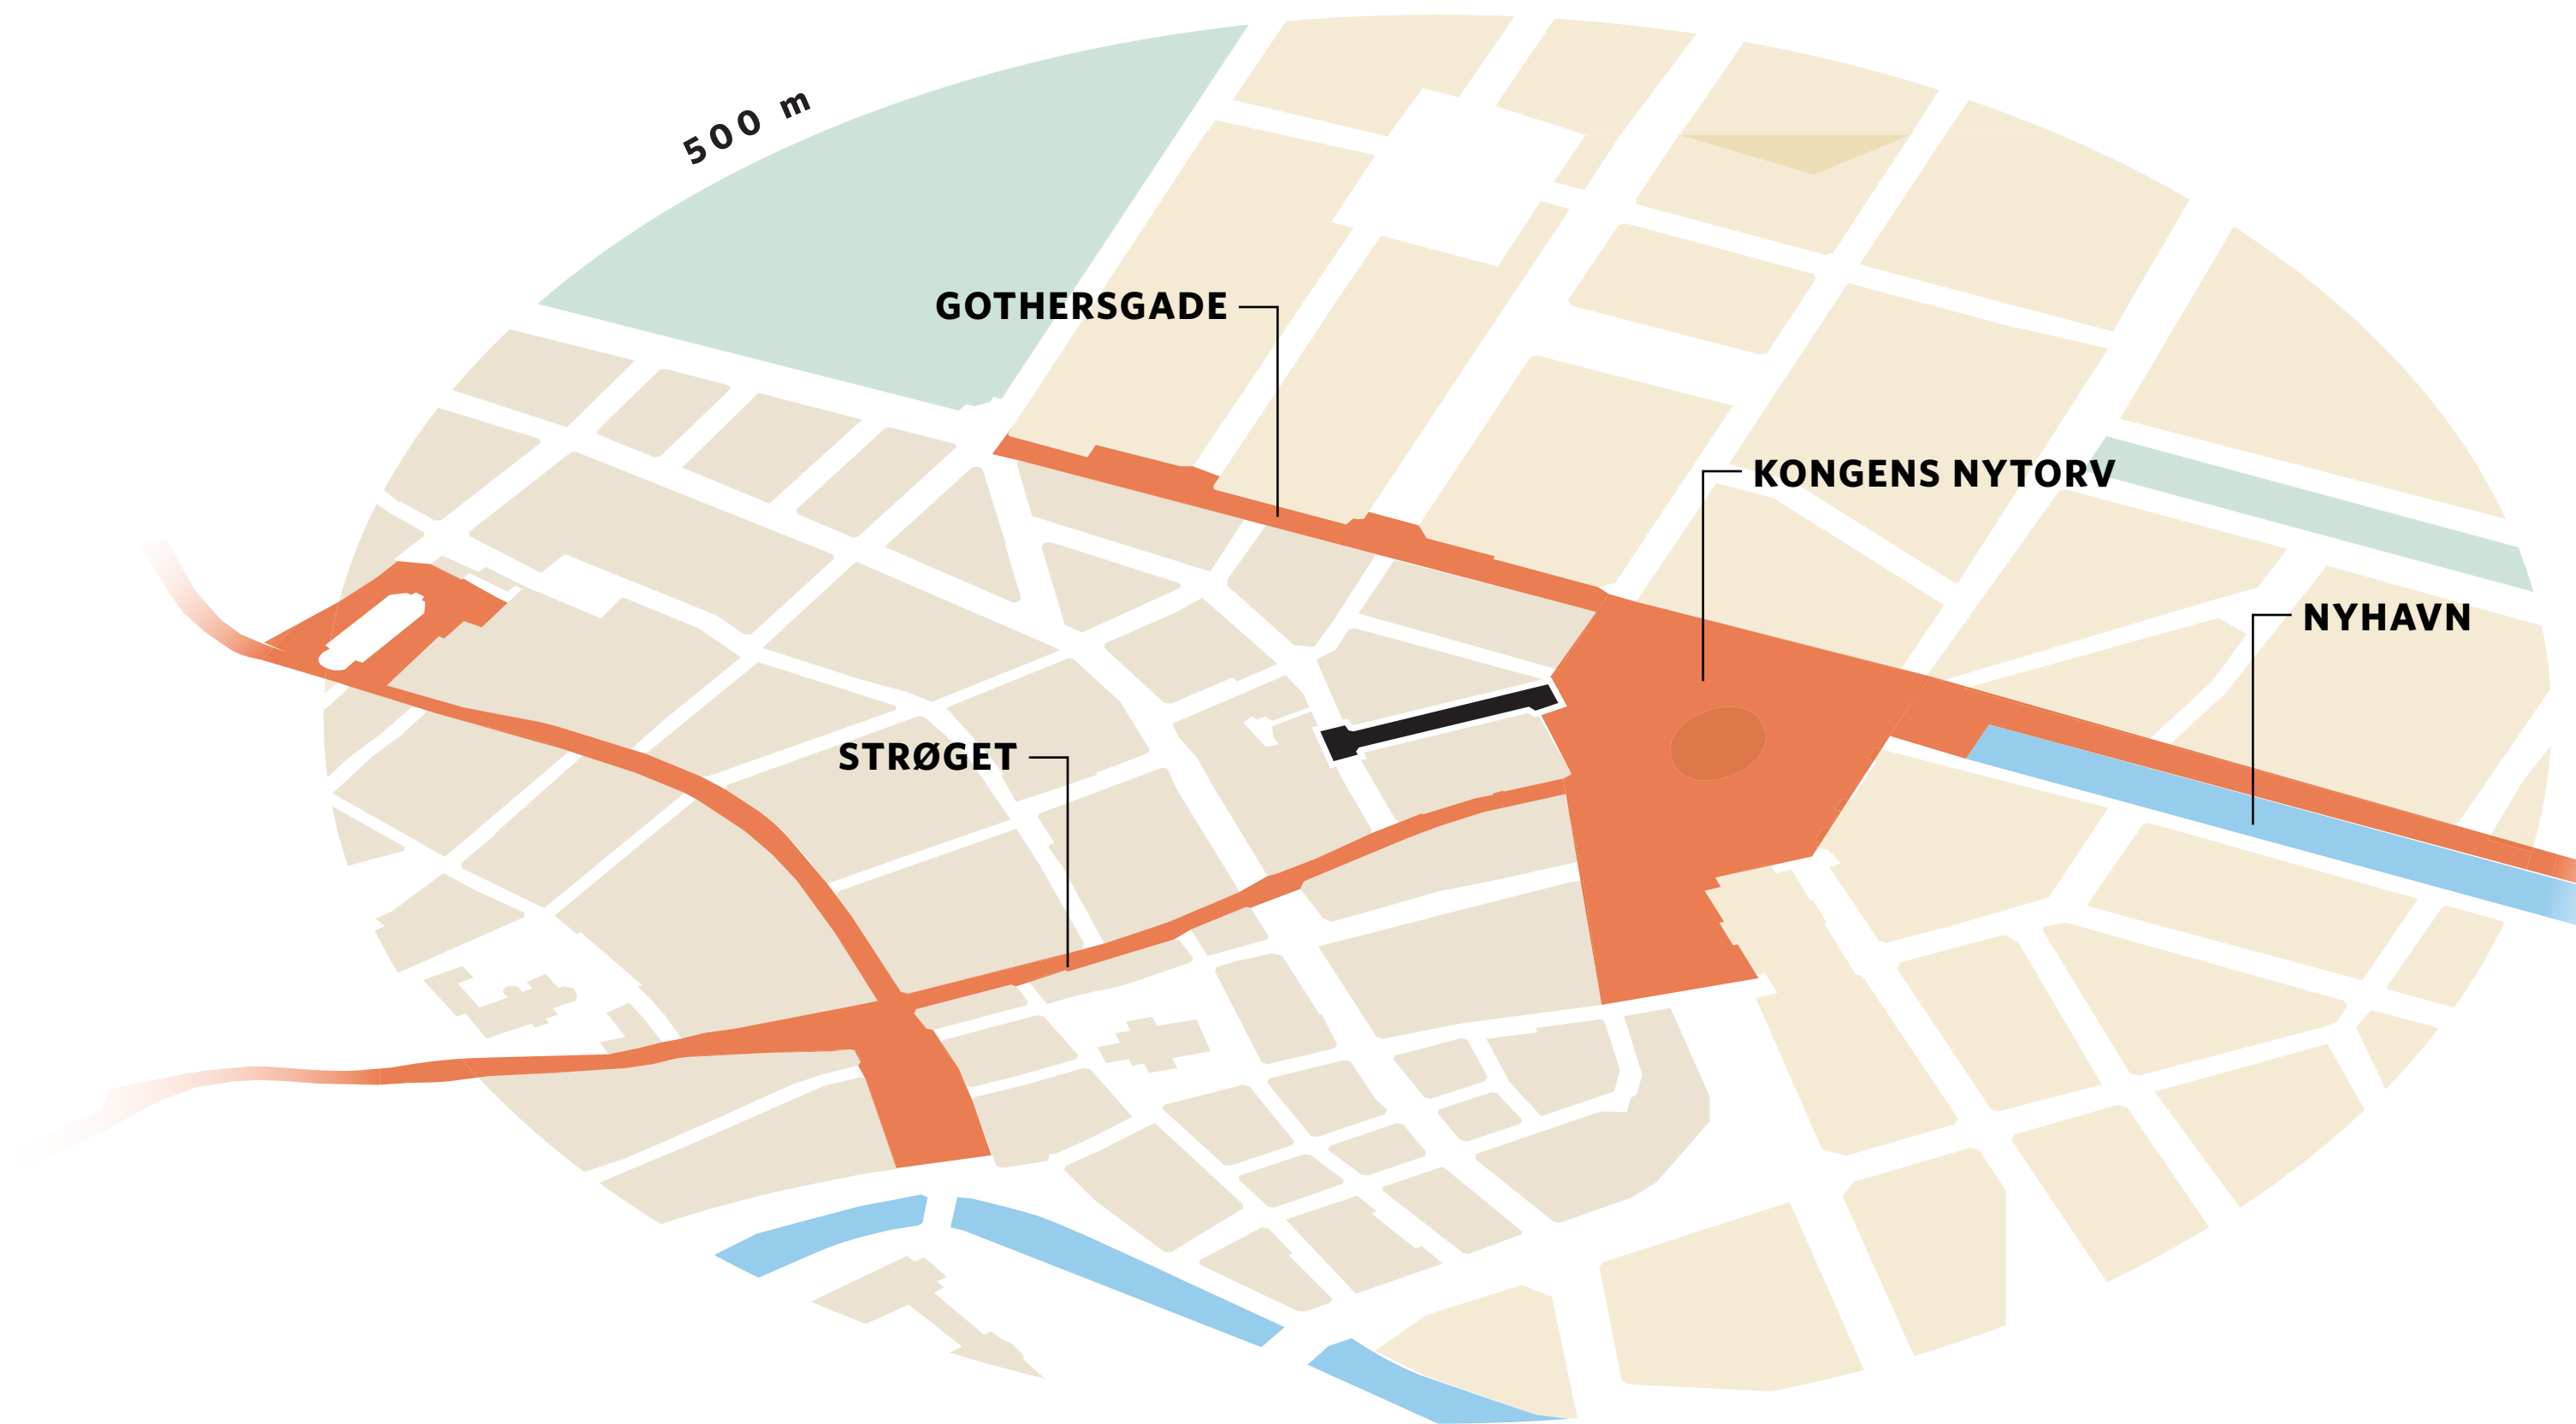 500 m
GOTHERSGADE
KONGENS NYTORV
NYHAVN
STRØGET